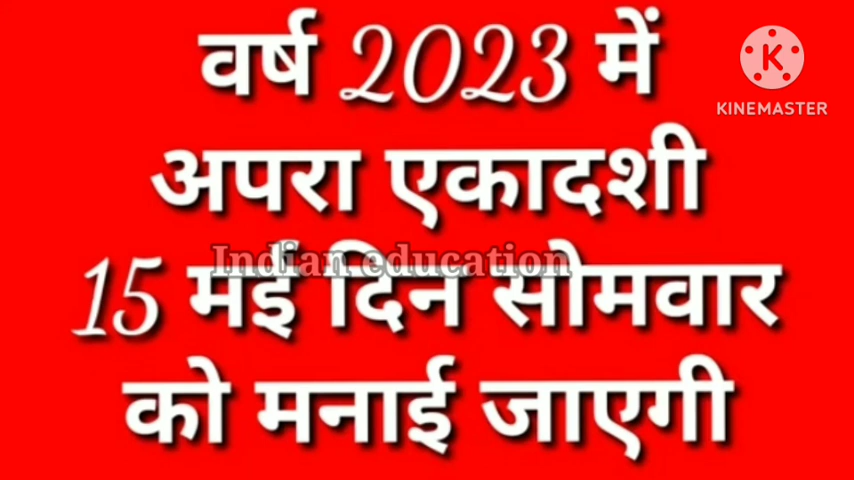 वर्ष 2023 में
KINEMASTER
अपरा एकादशी
Indian education
15 मई दिन सोमवार
को मनाई जाएगी